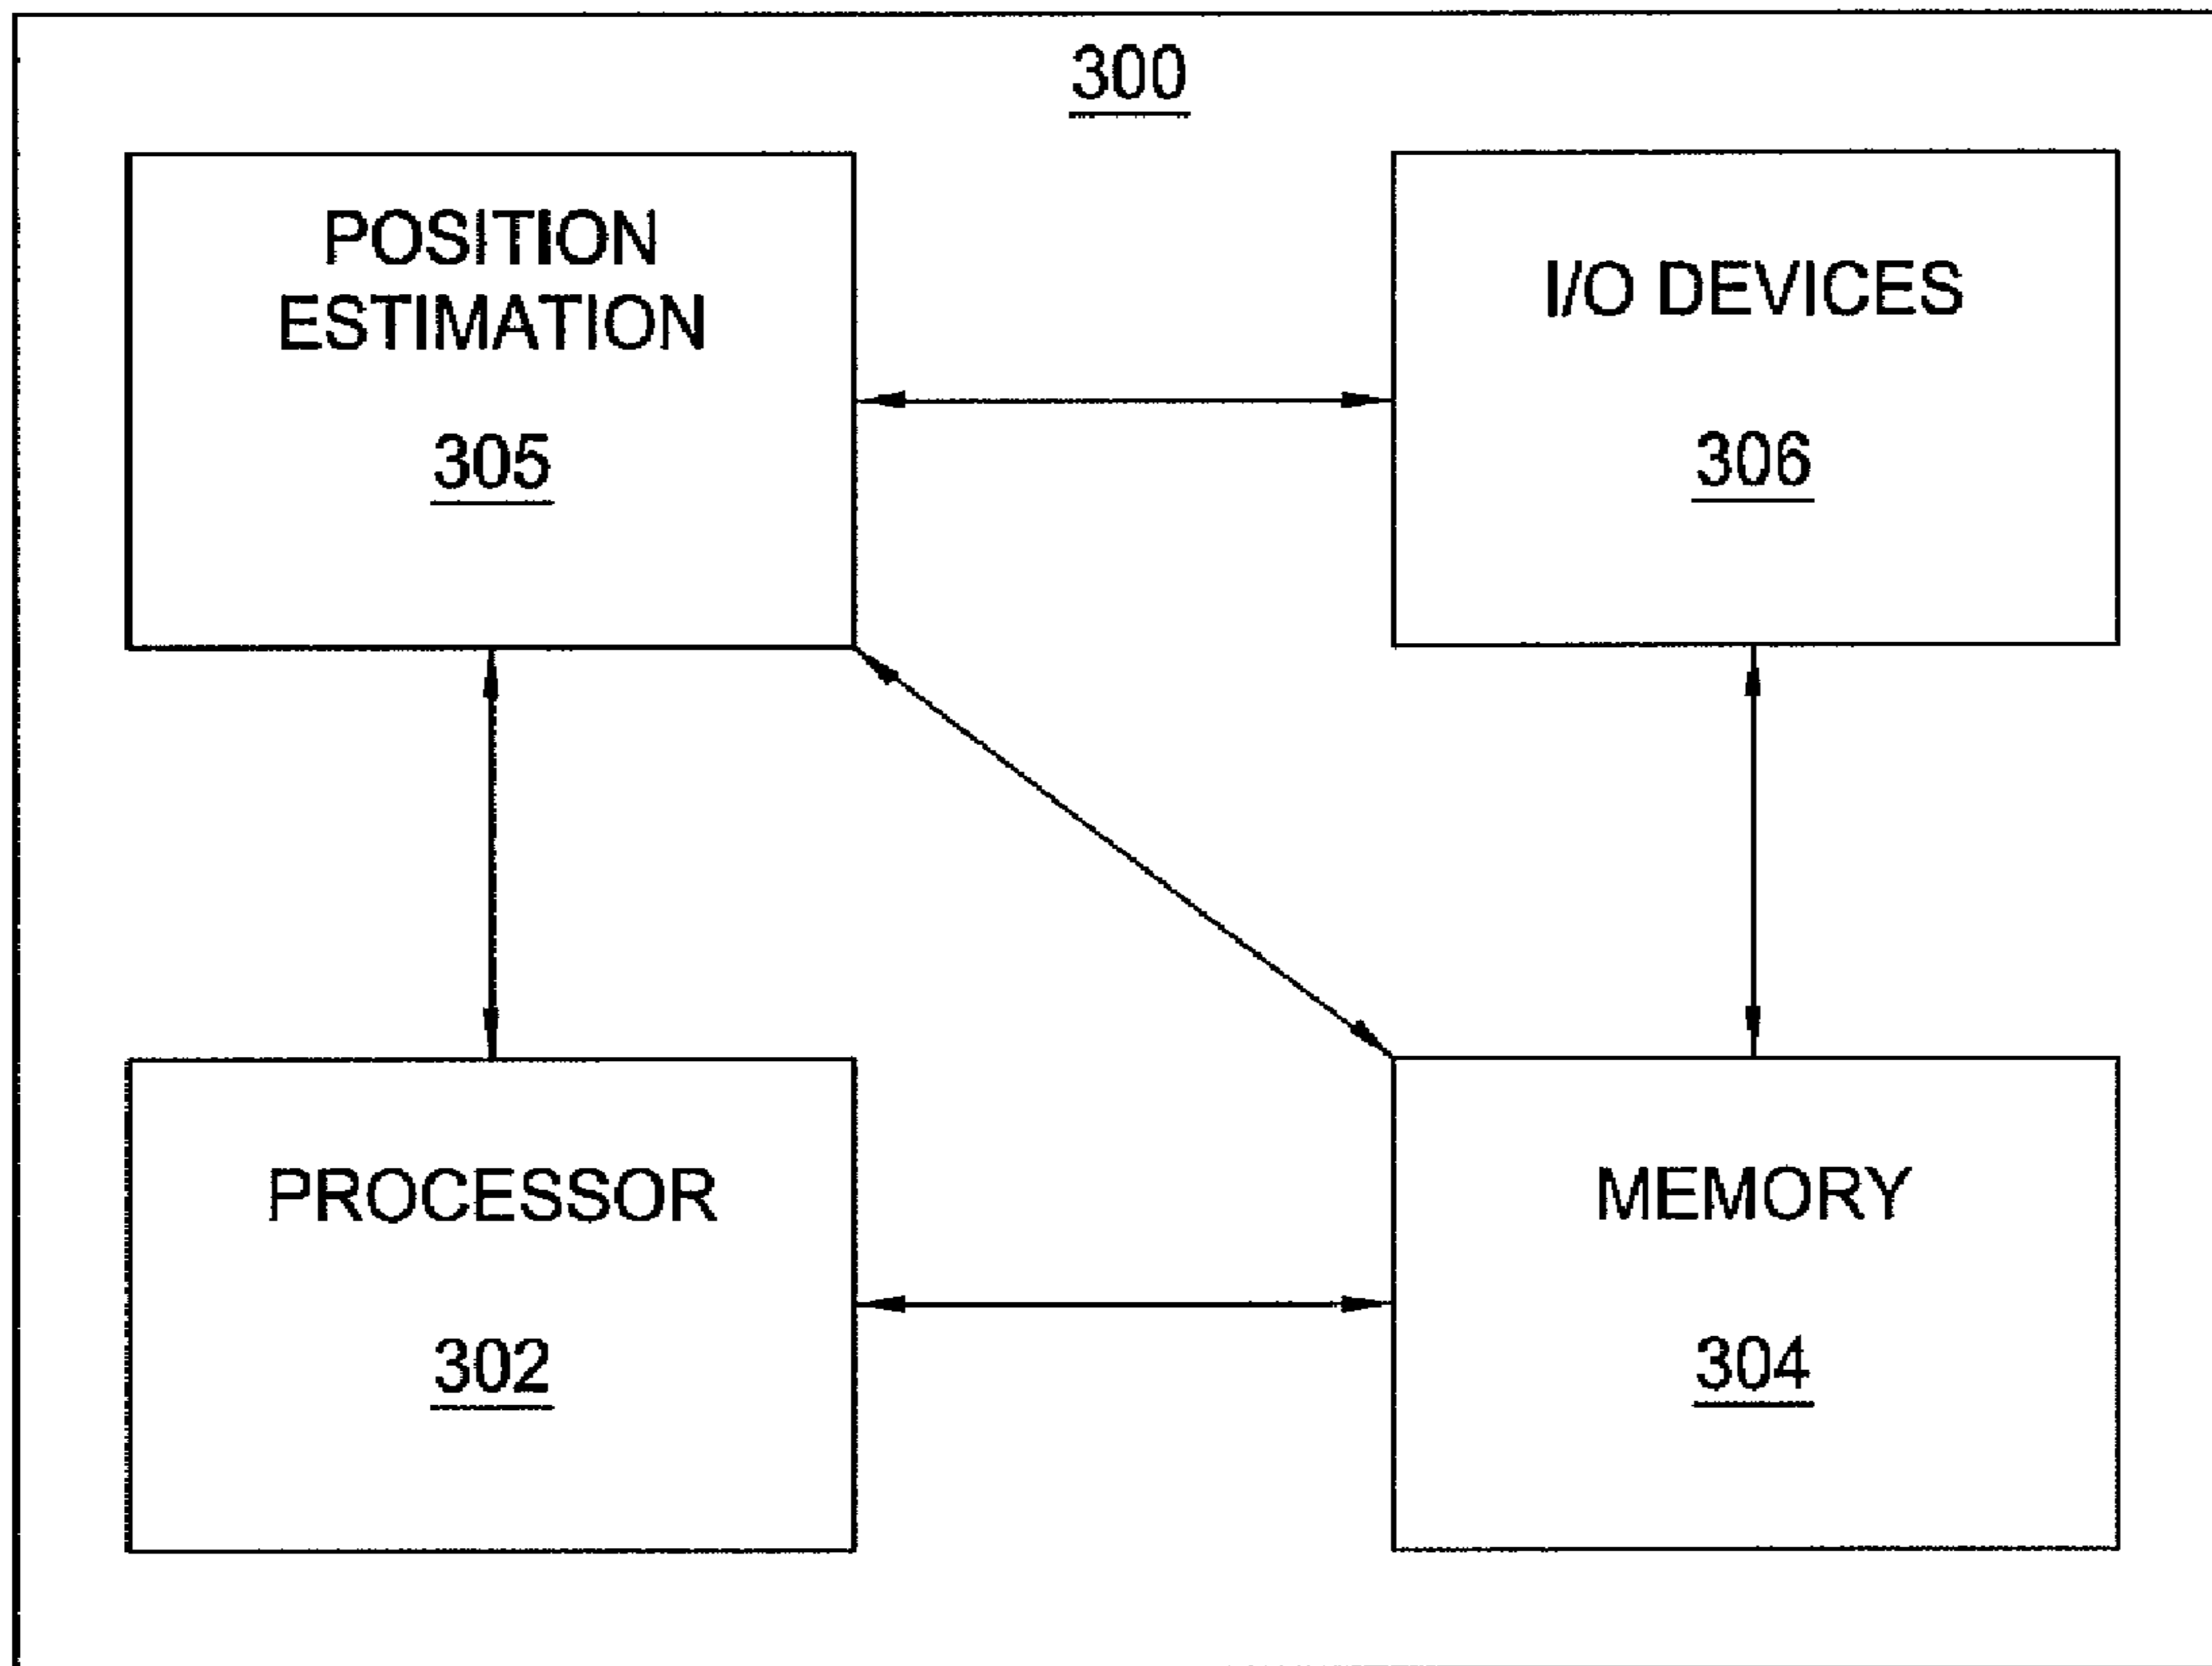 300
POSITION
ESTIMATION
305
I/O DEVICES
306
PROCESSOR
302
MEMORY
304